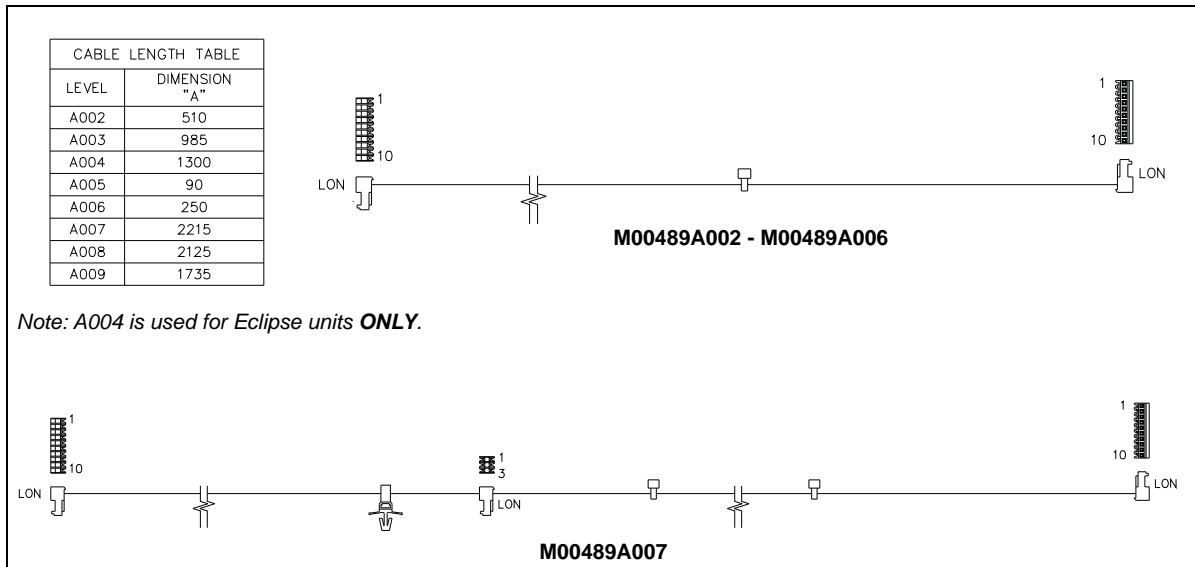 CABLE LENGTH TABLE
LEVEL DIMENSION "A"
A002 510
A003 985
A004 1300
A005 90
A006 250
A007 2215
A008 2125
A009 1735
1
10
LON
1
10
LON
M00489A002 - M00489A006
Note: A004 is used for Eclipse units ONLY.
1
10
LON
1
3
LON
1
10
LON
M00489A007